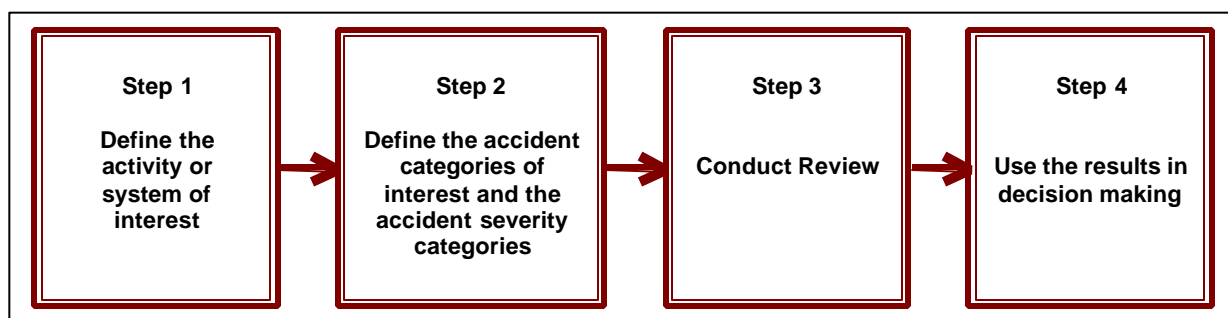 Step 1
Define the
activity or
system of
interest
Step 2
Define the accident
categories of
interest and the
accident severity
categories
Step 3
Conduct Review
Step 4
Use the results in
decision making